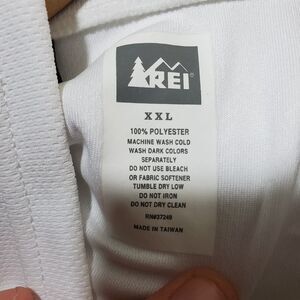 REI
XXL
100% POLYESTER
MACHINE WASH COLD
WASH DARK COLORS
SEPARATELY
DO NOT USE BLEACH
OR FABRIC SOFTENER
TUMBLE DRY LOW
DO NOT IRON
DO NOT DRY CLEAN
RN#37249
MADE IN TAIWAN